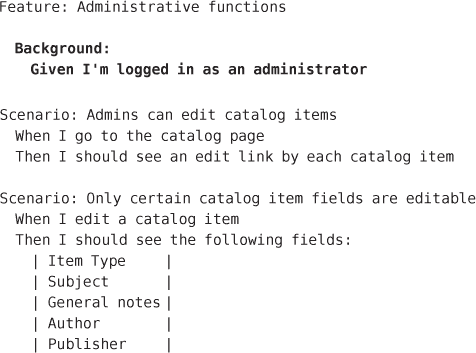 Feature: Administrative functions
Background:
Given I'm logged in as an administrator
Scenario: Admins can edit catalog items
When I go to the catalog page
Then I should see an edit link by each catalog item
Scenario: Only certain catalog item fields are editable
When I edit a catalog item
Then I should see the following fields:
| Item Type |
| Subject |
| General notes |
| Author |
| Publisher |